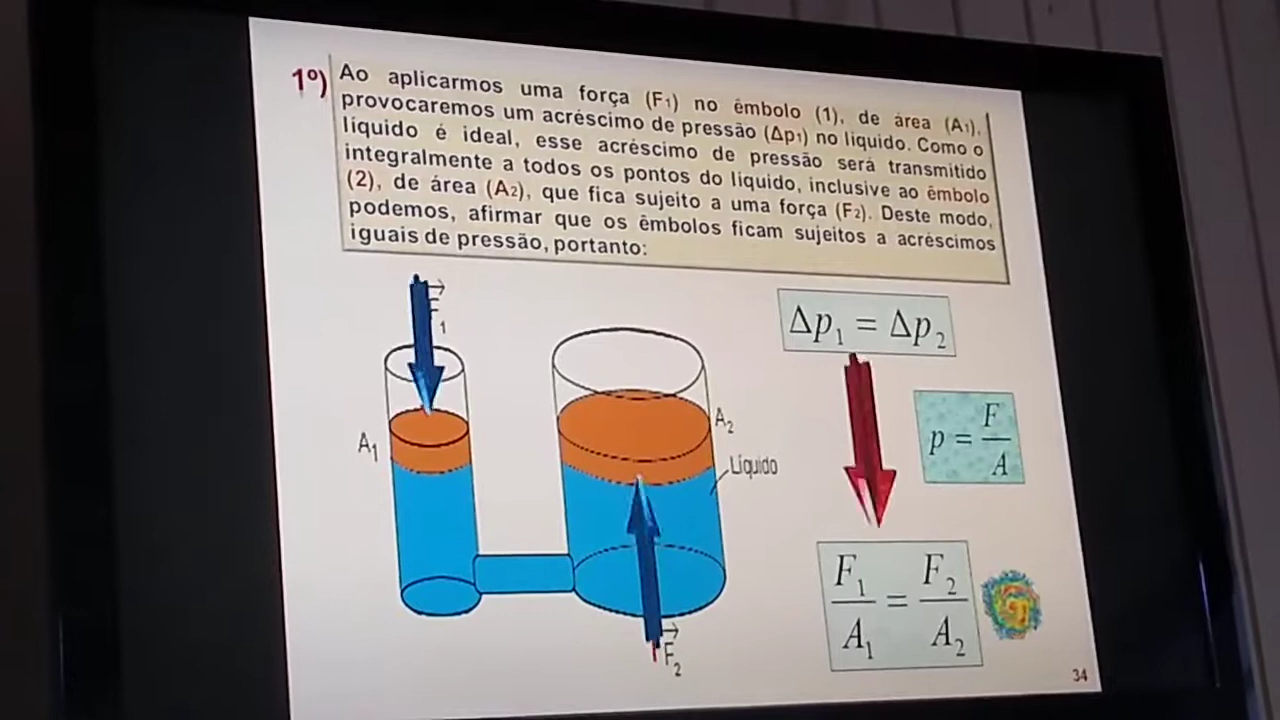 1º) Ao aplicarmos uma força (F1) no êmbolo (1), de área (A1),
provocaremos um acréscimo de pressão (Δp1) no líquido. Como o
líquido é ideal, esse acréscimo de pressão será transmitido
integralmente a todos os pontos do líquido, inclusive ao êmbolo
(2), de área (A2), que fica sujeito a uma força (F2). Deste modo,
podemos, afirmar que os êmbolos ficam sujeitos a acréscimos
iguais de pressão, portanto:
F1
Δp1 = Δp2
A1
A2
p = F/A
Líquido
F1/A1 = F2/A2
F2
34